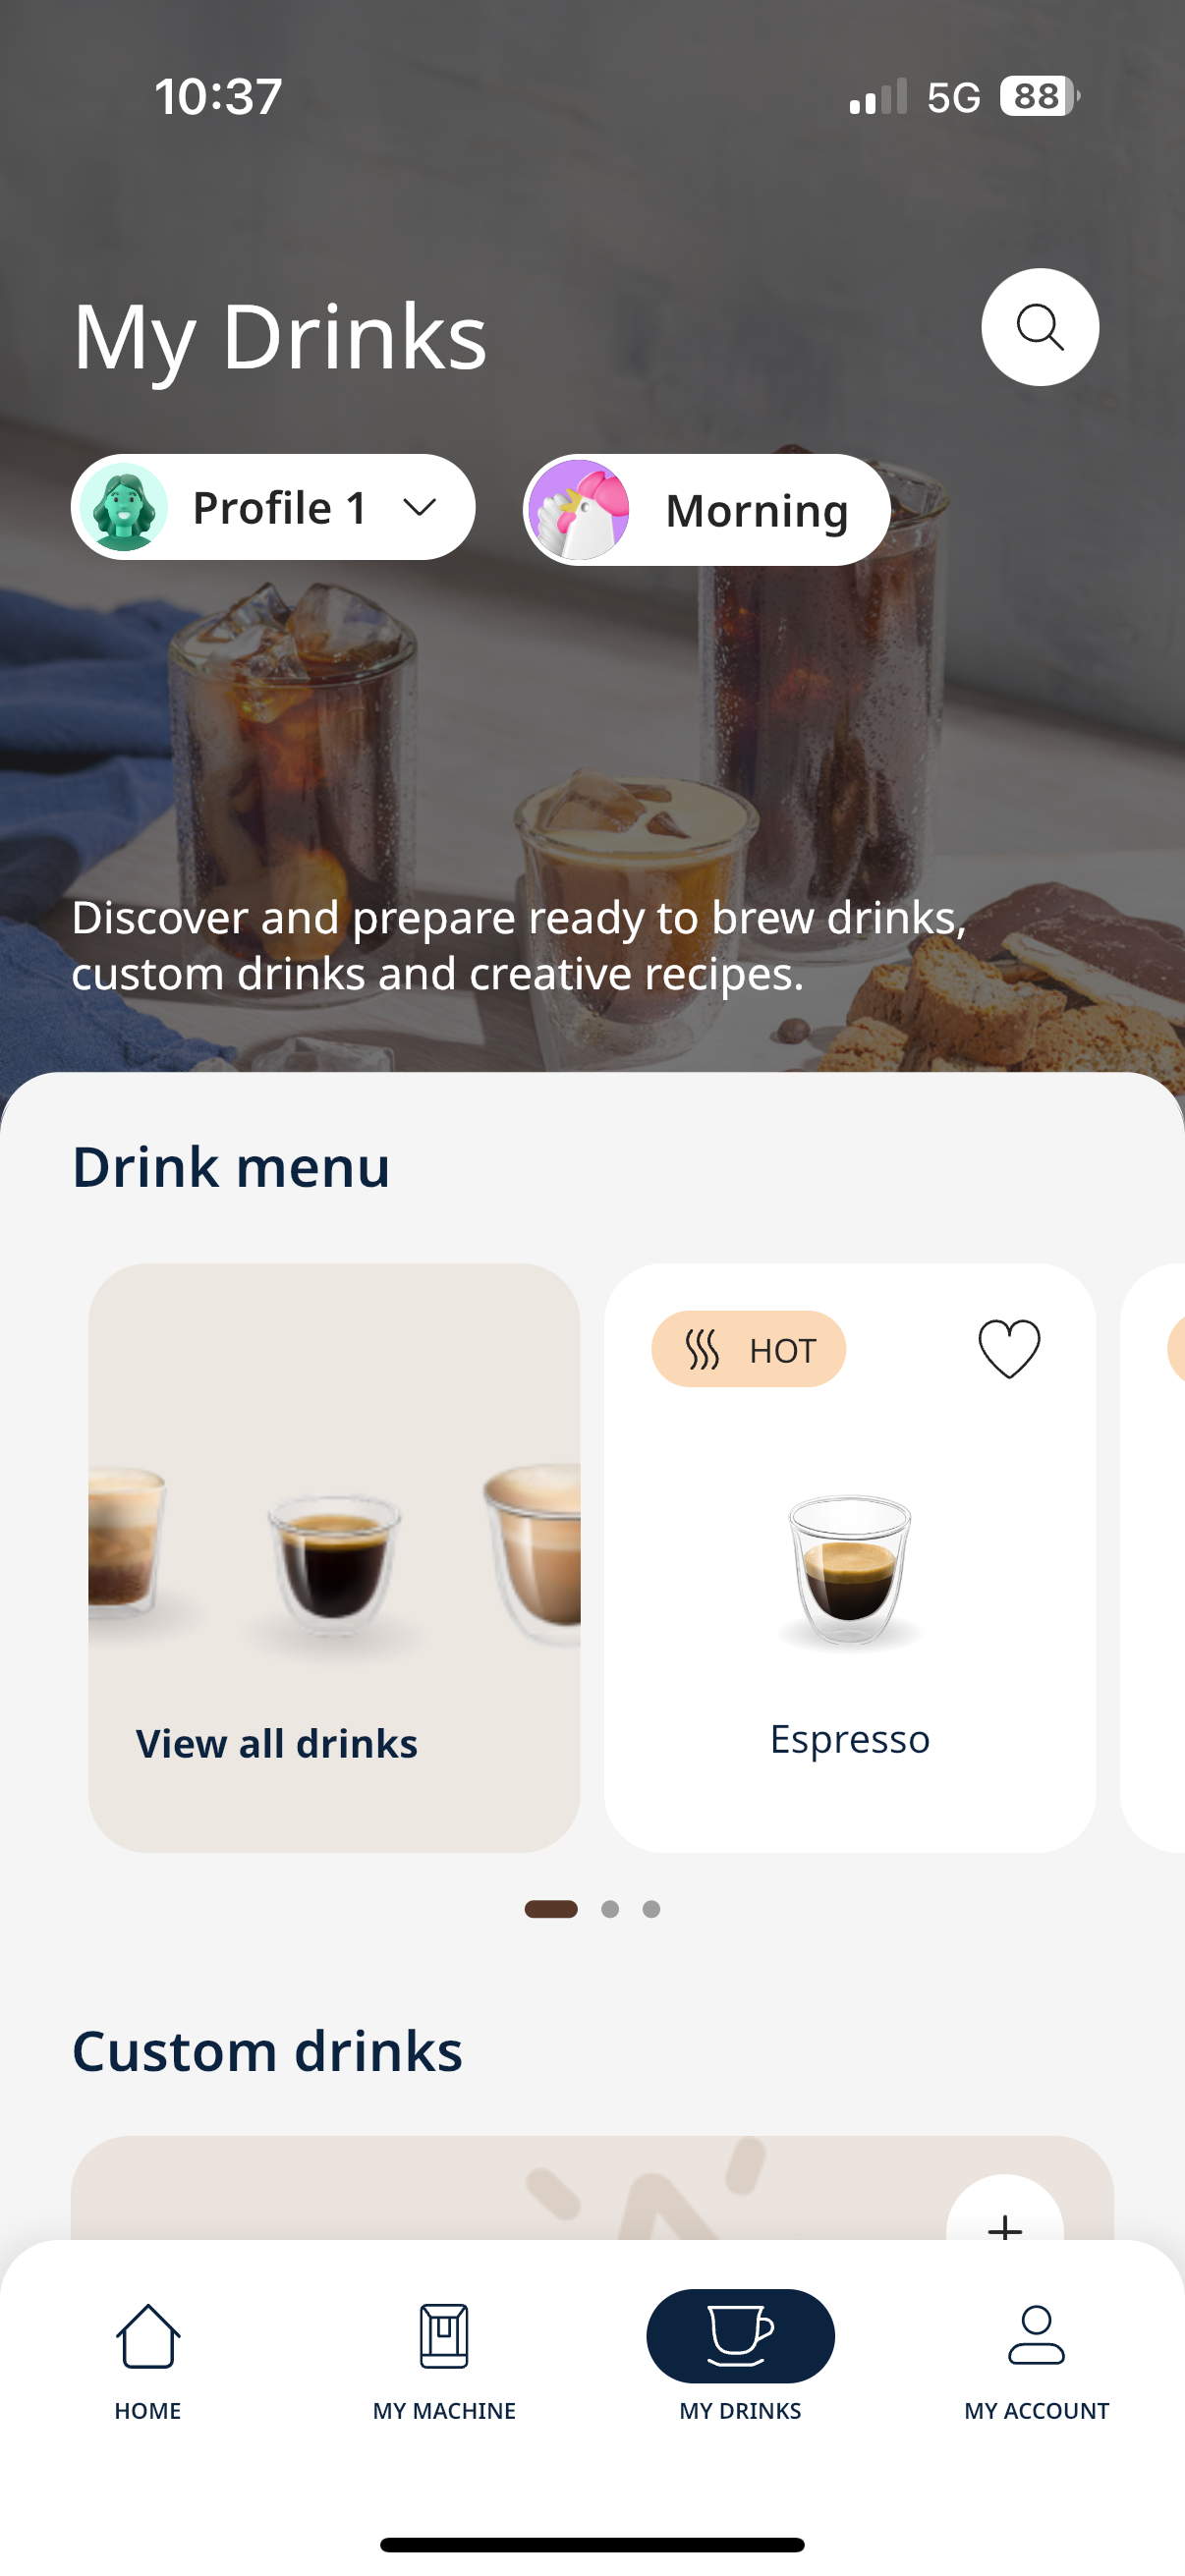 10:37
5G
88
My Drinks
Profile 1
Morning
Discover and prepare ready to brew drinks,
custom drinks and creative recipes.
Drink menu
HOT
View all drinks
Espresso
Custom drinks
HOME
MY MACHINE
MY DRINKS
MY ACCOUNT